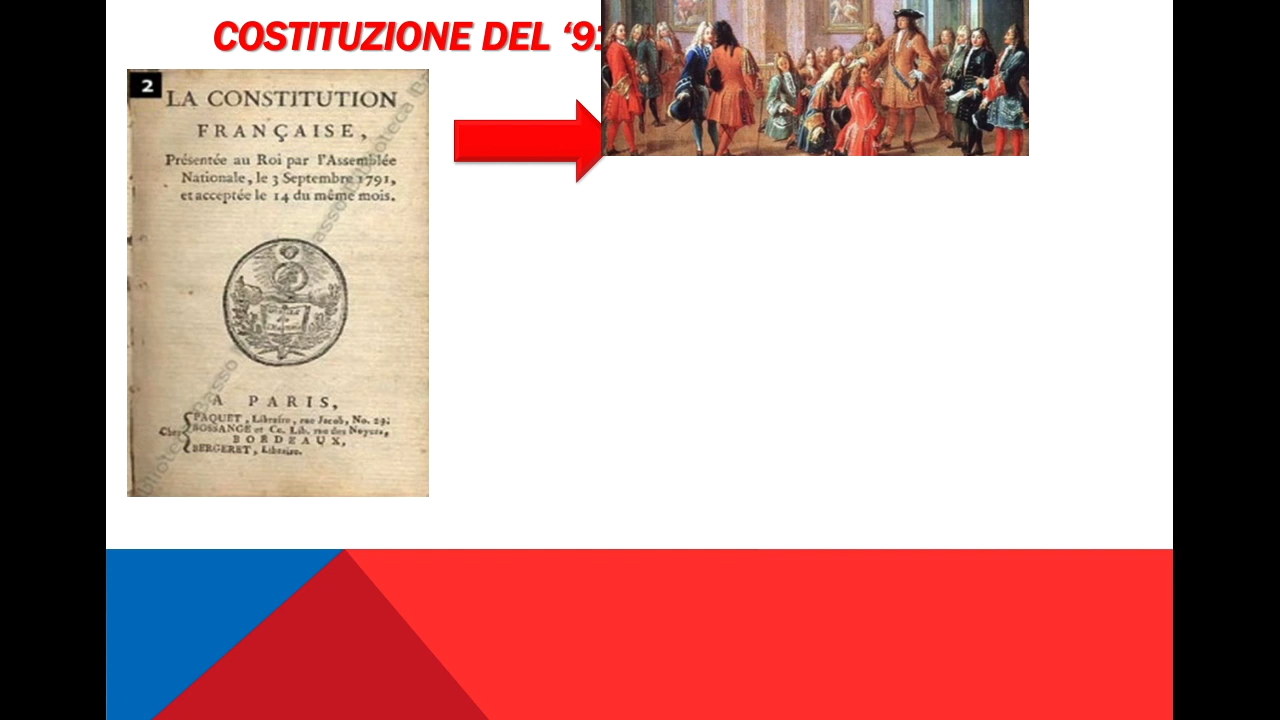 COSTITUZIONE DEL ‘91
2
LA CONSTITUTION
FRANÇAISE,
Présentée au Roi par l'Assemblée
Nationale, le 3 Septembre 1791,
et acceptée le 14 du même mois.
A PARIS,
Chez
PAQUET, Libraire, rue Jacob, No. 29;
BOSSANGE et Ce. Lib. rue des Noyers,
BORDEAUX,
BERGERET, Libraire.